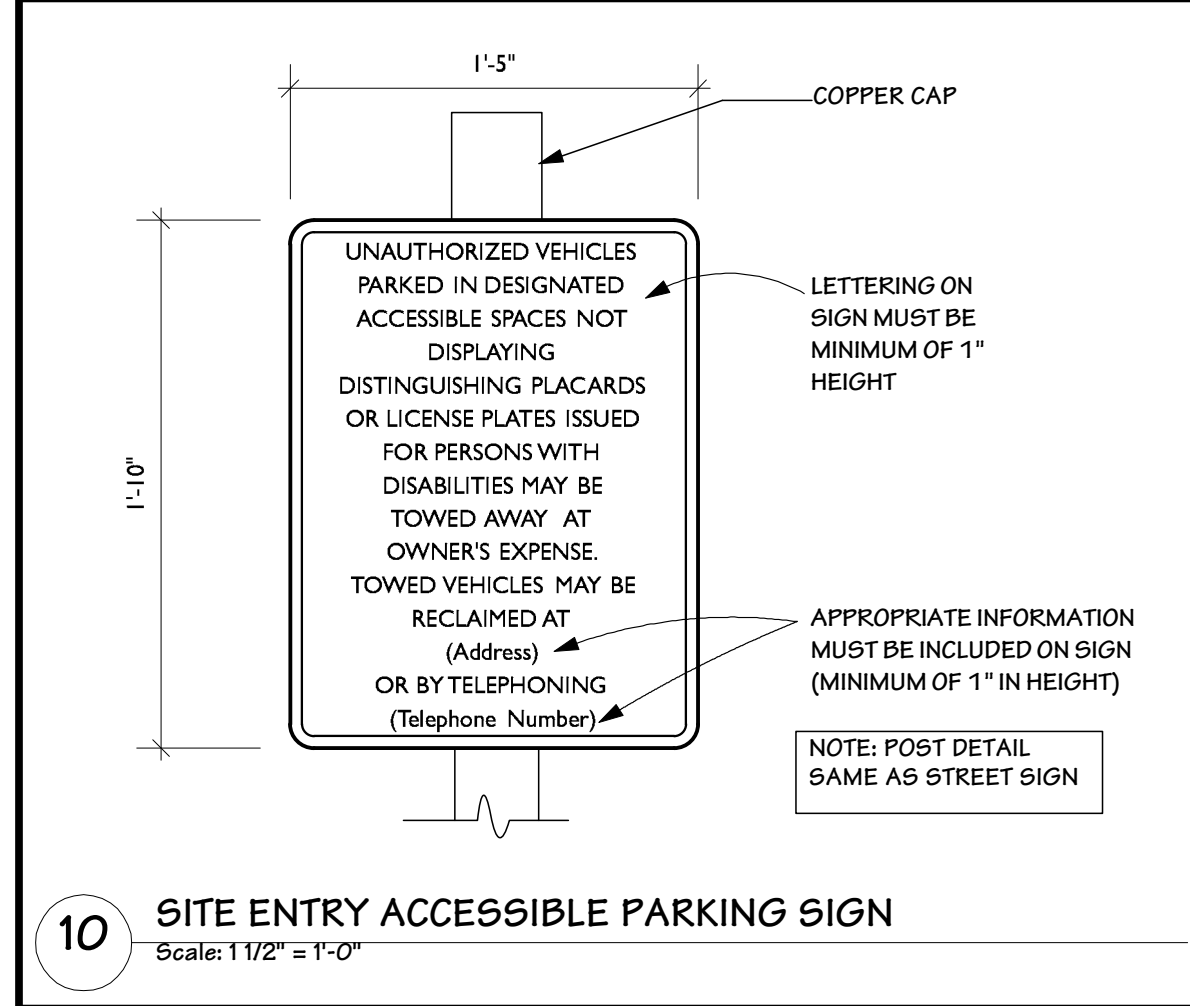 1'-5"
COPPER CAP
UNAUTHORIZED VEHICLES
PARKED IN DESIGNATED
ACCESSIBLE SPACES NOT
DISPLAYING
DISTINGUISHING PLACARDS
OR LICENSE PLATES ISSUED
FOR PERSONS WITH
DISABILITIES MAY BE
TOWED AWAY AT
OWNER'S EXPENSE.
TOWED VEHICLES MAY BE
RECLAIMED AT
(Address)
OR BY TELEPHONING
(Telephone Number)
LETTERING ON
SIGN MUST BE
MINIMUM OF 1"
HEIGHT
1'-10"
APPROPRIATE INFORMATION
MUST BE INCLUDED ON SIGN
(MINIMUM OF 1" IN HEIGHT)
NOTE: POST DETAIL
SAME AS STREET SIGN
10
SITE ENTRY ACCESSIBLE PARKING SIGN
Scale: 1 1/2" = 1'-0"